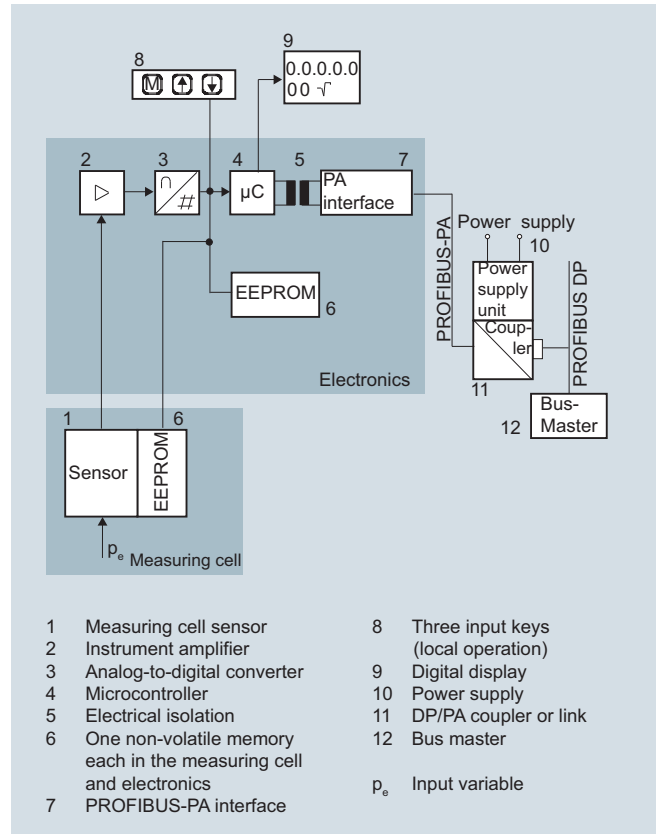 9
8
0.0.0.0.0
M
00 √
2
3
4
5
7
∩
#
µC
PA
interface
PROFIBUS-PA
Power supply
10
Power
supply
unit
PROFIBUS DP
EEPROM
6
Coup-
ler
Electronics
11
12
Bus-
Master
1
6
Sensor
EEPROM
pe
Measuring cell
1 Measuring cell sensor
2 Instrument amplifier
3 Analog-to-digital converter
4 Microcontroller
5 Electrical isolation
6 One non-volatile memory
each in the measuring cell
and electronics
7 PROFIBUS-PA interface
8 Three input keys
(local operation)
9 Digital display
10 Power supply
11 DP/PA coupler or link
12 Bus master
pe Input variable